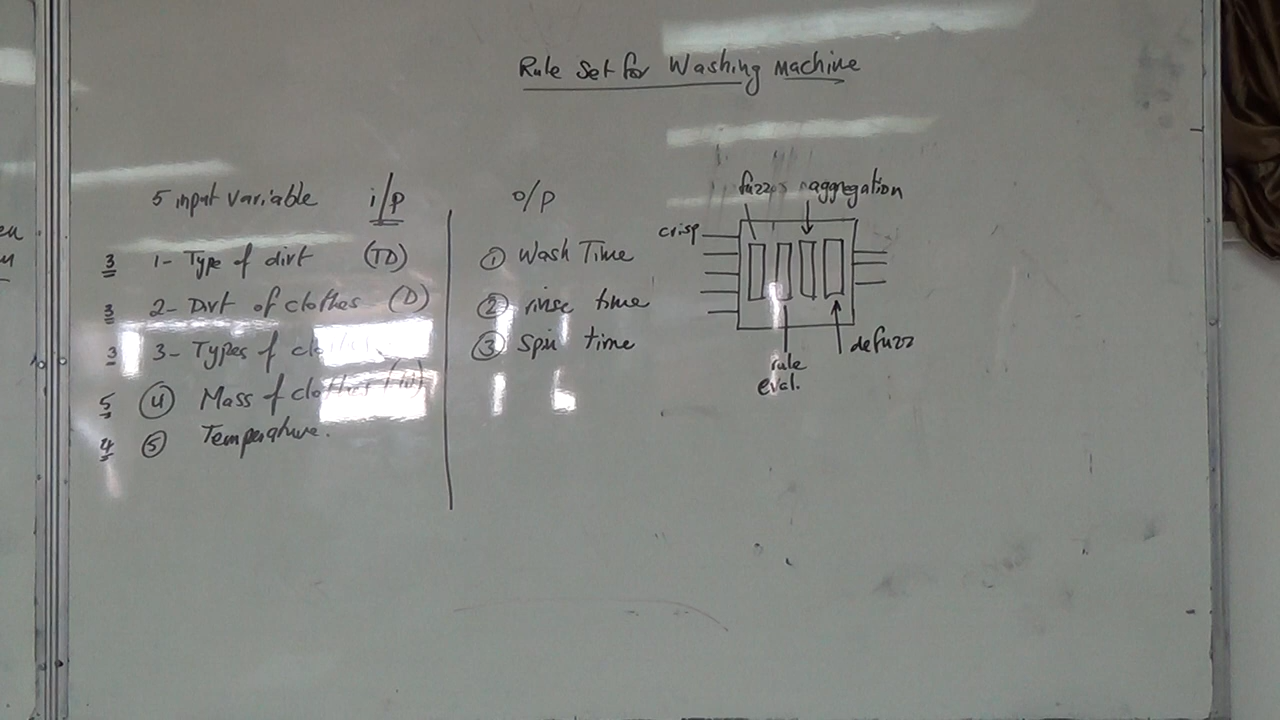 Rule Set for Washing Machine
5 input variable i/p
3 1- Type of dirt (TD)
3 2- Dirt of clothes (D)
3 3- Types of
5 4 Mass of
4 5 Temperature.
o/p
1 Wash Time
2 rinse time
3 spin time
aggregation
crisp
defuzz
rule
eval.